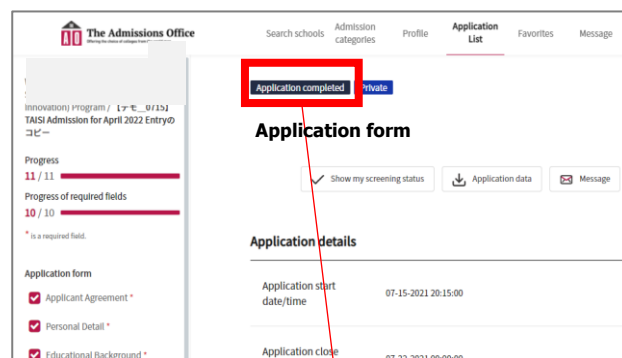 The Admissions Office
Search schools
Admission
categories
Profile
Application
List
Favorites
Message
Innovation) Program / 【デモ__0715】
TAISI Admission for April 2022 Entryの
コピー
Progress
11 / 11
Progress of required fields
10 / 10
* is a required field.
Application form
Applicant Agreement *
Personal Detail *
Educational Background *
Application completed
Private
Application form
Show my screening status
Application data
Message
Application details
Application start
date/time
07-15-2021 20:15:00
Application close